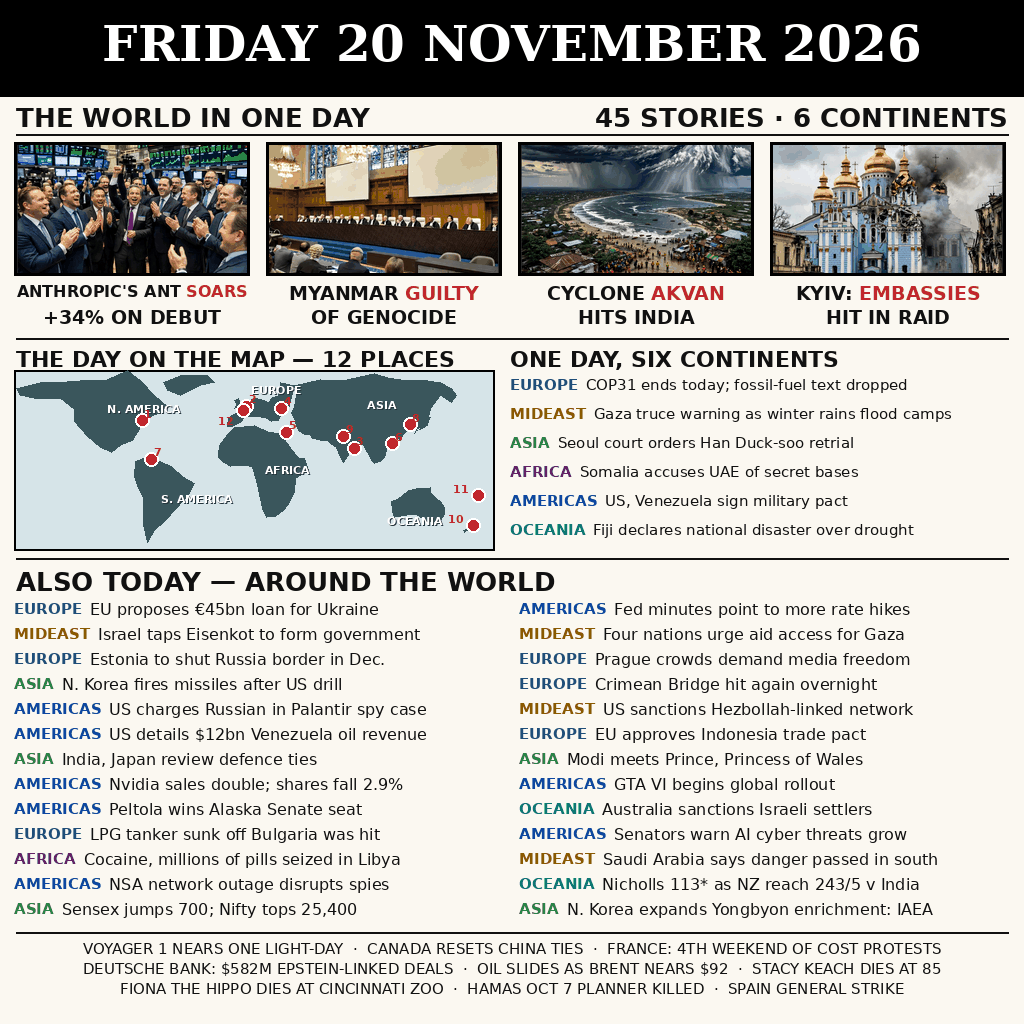 FRIDAY 20 NOVEMBER 2026
THE WORLD IN ONE DAY
45 STORIES · 6 CONTINENTS
ANTHROPIC'S ANT SOARS
+34% ON DEBUT
MYANMAR GUILTY
OF GENOCIDE
CYCLONE AKVAN
HITS INDIA
KYIV: EMBASSIES
HIT IN RAID
THE DAY ON THE MAP — 12 PLACES
N. AMERICA
EUROPE
ASIA
AFRICA
S. AMERICA
OCEANIA
5
7
11
10
ONE DAY, SIX CONTINENTS
EUROPE COP31 ends today; fossil-fuel text dropped
MIDEAST Gaza truce warning as winter rains flood camps
ASIA Seoul court orders Han Duck-soo retrial
AFRICA Somalia accuses UAE of secret bases
AMERICAS US, Venezuela sign military pact
OCEANIA Fiji declares national disaster over drought
ALSO TODAY — AROUND THE WORLD
EUROPE EU proposes €45bn loan for Ukraine
MIDEAST Israel taps Eisenkot to form government
EUROPE Estonia to shut Russia border in Dec.
ASIA N. Korea fires missiles after US drill
AMERICAS US charges Russian in Palantir spy case
AMERICAS US details $12bn Venezuela oil revenue
ASIA India, Japan review defence ties
AMERICAS Nvidia sales double; shares fall 2.9%
AMERICAS Peltola wins Alaska Senate seat
EUROPE LPG tanker sunk off Bulgaria was hit
AFRICA Cocaine, millions of pills seized in Libya
AMERICAS NSA network outage disrupts spies
ASIA Sensex jumps 700; Nifty tops 25,400
AMERICAS Fed minutes point to more rate hikes
MIDEAST Four nations urge aid access for Gaza
EUROPE Prague crowds demand media freedom
EUROPE Crimean Bridge hit again overnight
MIDEAST US sanctions Hezbollah-linked network
EUROPE EU approves Indonesia trade pact
ASIA Modi meets Prince, Princess of Wales
AMERICAS GTA VI begins global rollout
OCEANIA Australia sanctions Israeli settlers
AMERICAS Senators warn AI cyber threats grow
MIDEAST Saudi Arabia says danger passed in south
OCEANIA Nicholls 113* as NZ reach 243/5 v India
ASIA N. Korea expands Yongbyon enrichment: IAEA
VOYAGER 1 NEARS ONE LIGHT-DAY · CANADA RESETS CHINA TIES · FRANCE: 4TH WEEKEND OF COST PROTESTS
DEUTSCHE BANK: $582M EPSTEIN-LINKED DEALS · OIL SLIDES AS BRENT NEARS $92 · STACY KEACH DIES AT 85
FIONA THE HIPPO DIES AT CINCINNATI ZOO · HAMAS OCT 7 PLANNER KILLED · SPAIN GENERAL STRIKE